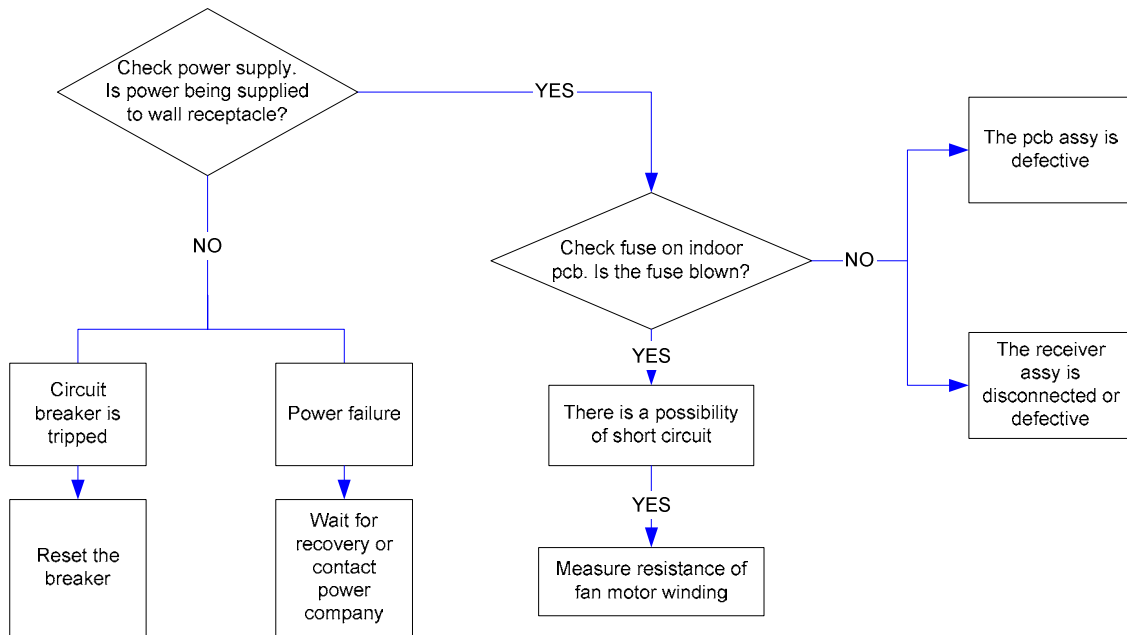 Check power supply.
Is power being supplied
to wall receptacle?
YES
The pcb assy is
defective
NO
Check fuse on indoor
pcb. Is the fuse blown?
NO
YES
The receiver
assy is
disconnected or
defective
Circuit
breaker is
tripped
Power failure
There is a possibility
of short circuit
YES
Reset the
breaker
Wait for
recovery or
contact
power
company
Measure resistance of
fan motor winding